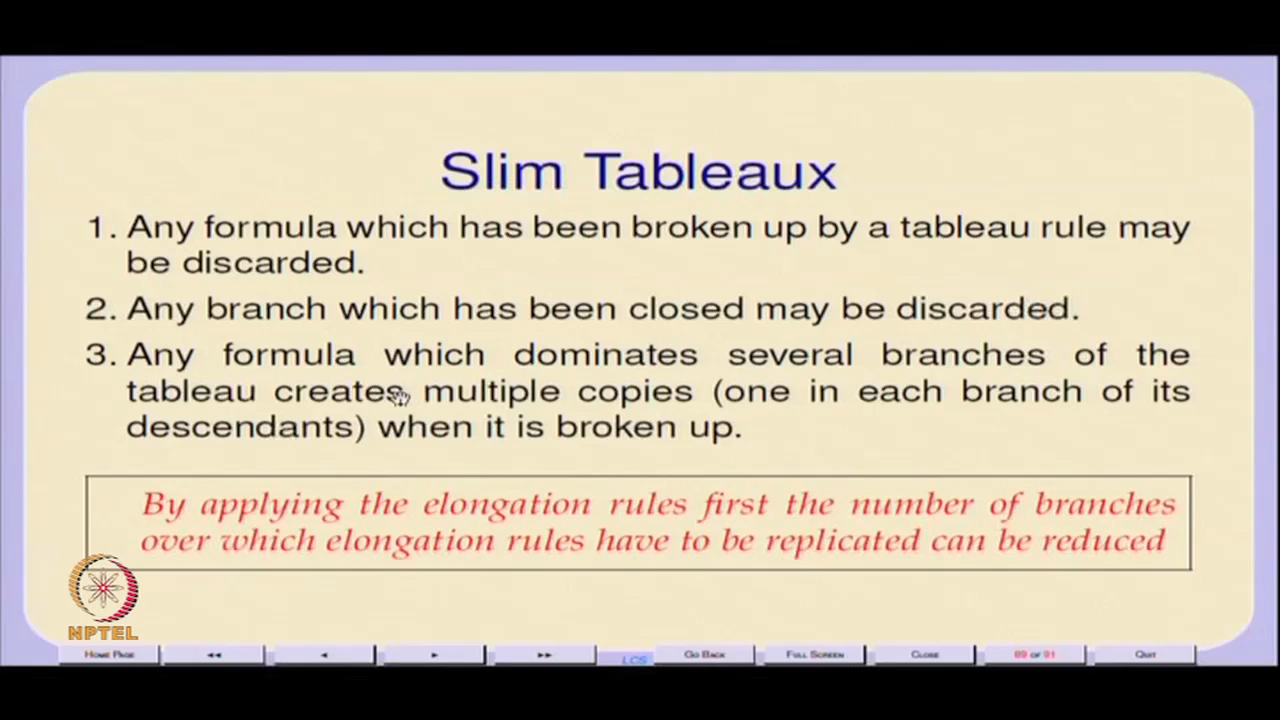 Slim Tableaux
1. Any formula which has been broken up by a tableau rule may
be discarded.
2. Any branch which has been closed may be discarded.
3. Any formula which dominates several branches of the
tableau creates multiple copies (one in each branch of its
descendants) when it is broken up.
By applying the elongation rules first the number of branches
over which elongation rules have to be replicated can be reduced
NPTEL
Home Page LCS Go Back Full Screen Close 89 of 91 Quit